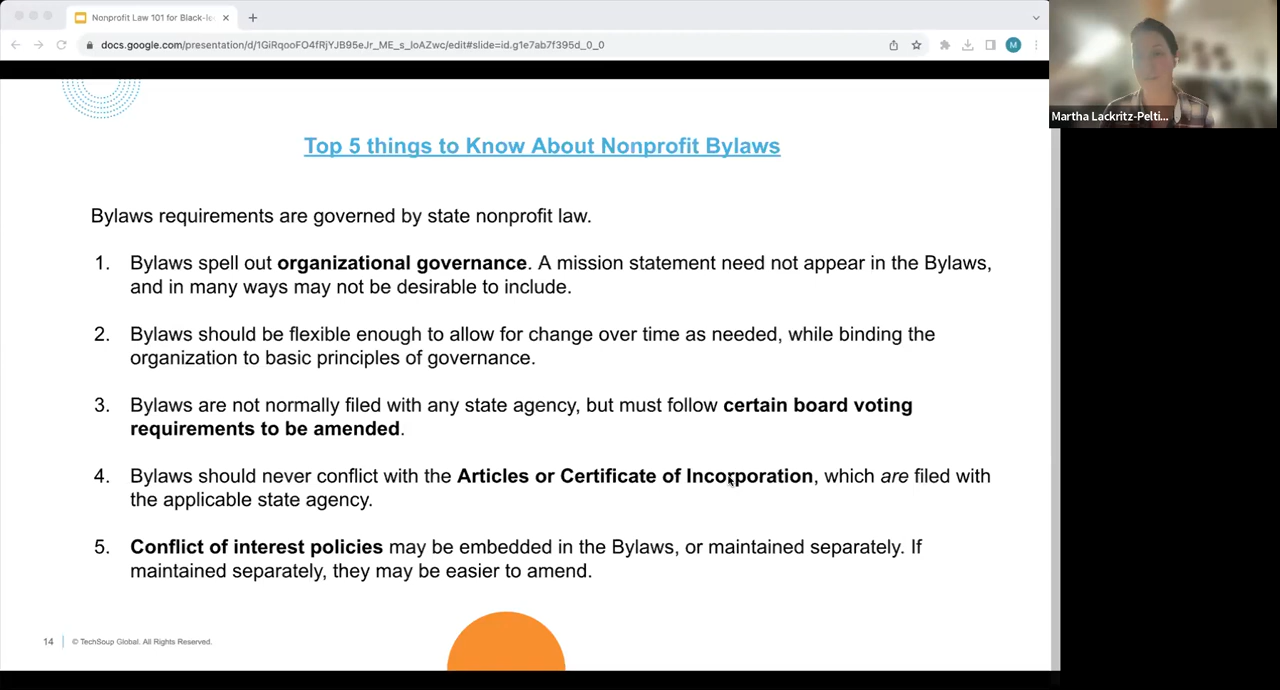 Nonprofit Law 101 for Black-le
docs.google.com/presentation/d/1GiRqooFO4fRjYJB95eJr_ME_s_loAZwc/edit#slide=id.g1e7ab7f395d_0_0
M
Martha Lackritz-Pelti...
Top 5 things to Know About Nonprofit Bylaws
Bylaws requirements are governed by state nonprofit law.
1. Bylaws spell out organizational governance. A mission statement need not appear in the Bylaws,
and in many ways may not be desirable to include.
2. Bylaws should be flexible enough to allow for change over time as needed, while binding the
organization to basic principles of governance.
3. Bylaws are not normally filed with any state agency, but must follow certain board voting
requirements to be amended.
4. Bylaws should never conflict with the Articles or Certificate of Incorporation, which are filed with
the applicable state agency.
5. Conflict of interest policies may be embedded in the Bylaws, or maintained separately. If
maintained separately, they may be easier to amend.
14 | © TechSoup Global. All Rights Reserved.